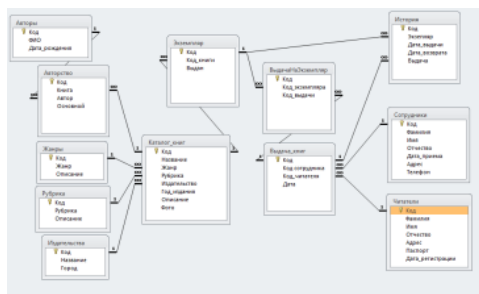 Авторы
Код
ФИО
Дата_рождения
Авторство
Код
Книга
Автор
Основной
Жанры
Код
Жанр
Описание
Рубрика
Код
Рубрика
Описание
Издательство
Код
Название
Город
Экземпляр
Код
Код_книги
Выдан
Каталог_книг
Код
Название
Жанр
Рубрика
Издательство
Год_издания
Описание
Фото
ВыдачаНаЭкземпляр
Код
Код_экземпляра
Код_выдачи
Выдача_книг
Код
Код сотрудника
Код_читателя
Дата
История
Код
Экземпляр
Дата_выдачи
Дата_возврата
Выдача
Сотрудники
Код
Фамилия
Имя
Отчество
Дата_приема
Адрес
Телефон
Читатели
Код
Фамилия
Имя
Отчество
Адрес
Паспорт
Дата_регистрации